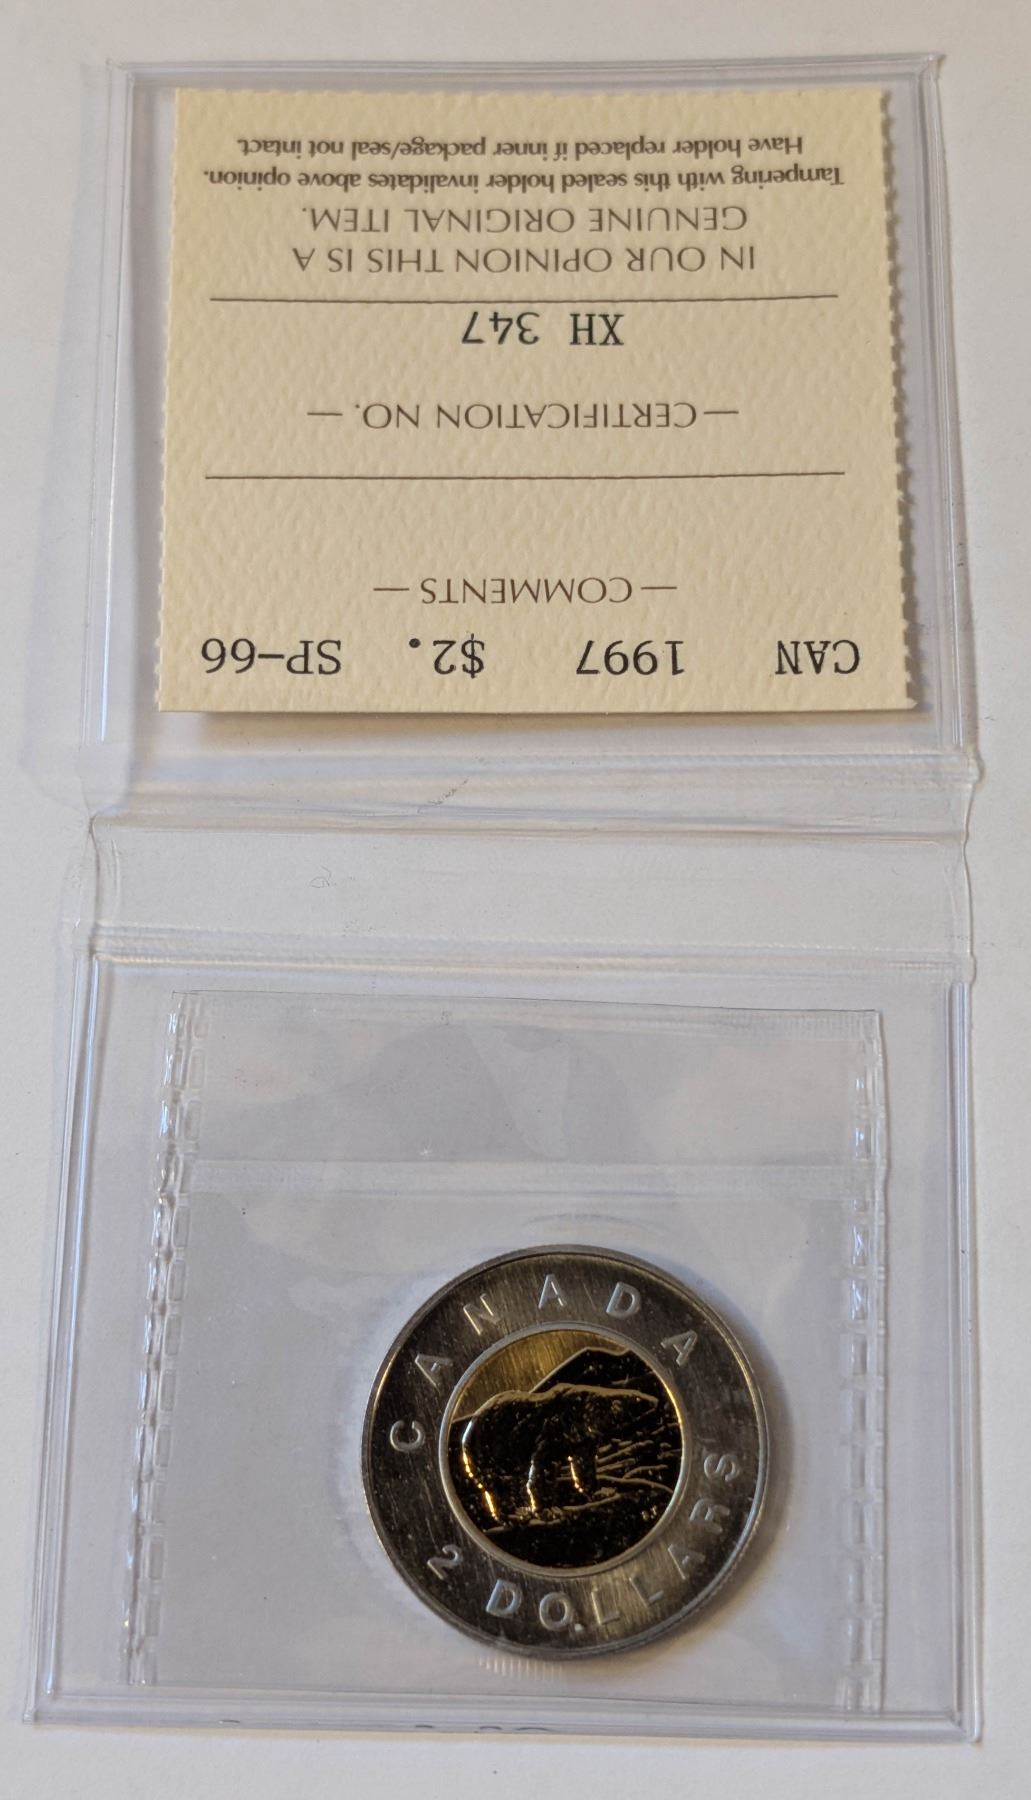 CAN 1997 $2. SP-66
— COMMENTS —
— CERTIFICATION NO. —
XH 347
IN OUR OPINION THIS IS A
GENUINE ORIGINAL ITEM.
Tampering with this sealed holder invalidates above opinion.
Have holder replaced if inner package/seal not intact.
CANADA
2 DOLLARS